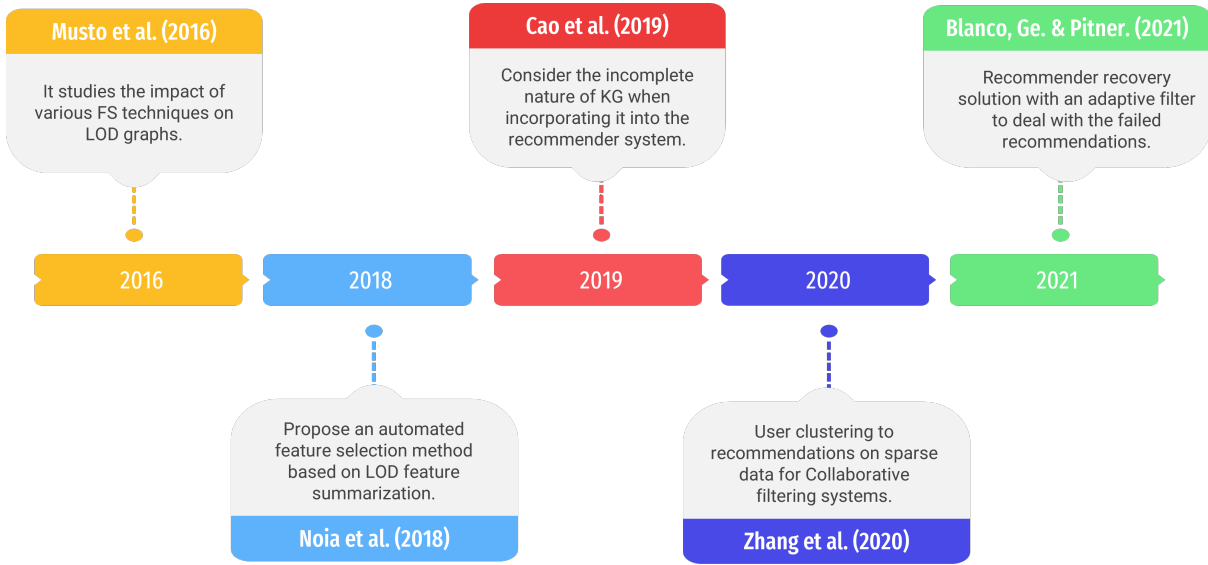 Musto et al. (2016)
It studies the impact of
various FS techniques on
LOD graphs.
Cao et al. (2019)
Consider the incomplete
nature of KG when
incorporating it into the
recommender system.
Blanco, Ge. & Pitner. (2021)
Recommender recovery
solution with an adaptive filter
to deal with the failed
recommendations.
2016
2018
2019
2020
2021
Propose an automated
feature selection method
based on LOD feature
summarization.
Noia et al. (2018)
User clustering to
recommendations on sparse
data for Collaborative
filtering systems.
Zhang et al. (2020)